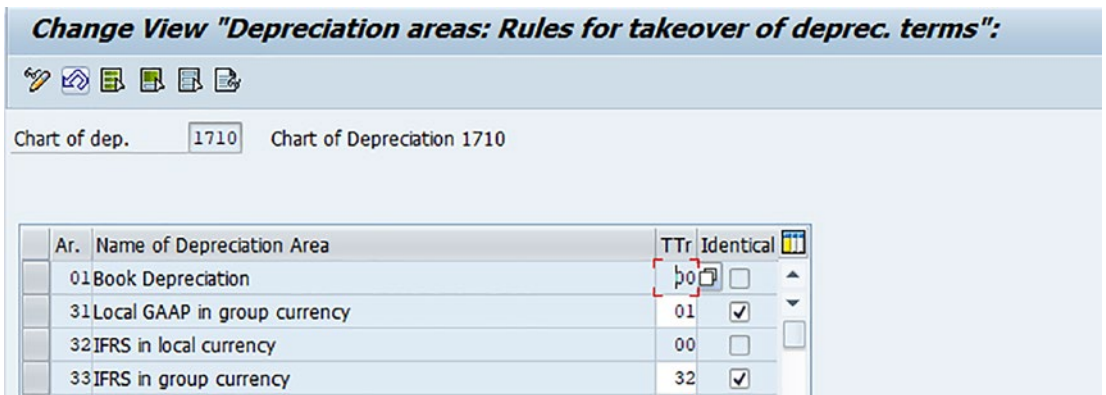 Change View "Depreciation areas: Rules for takeover of deprec. terms":
Chart of dep. 1710 Chart of Depreciation 1710
Ar. Name of Depreciation Area TTr Identical
01 Book Depreciation 00
31 Local GAAP in group currency 01
32 IFRS in local currency 00
33 IFRS in group currency 32